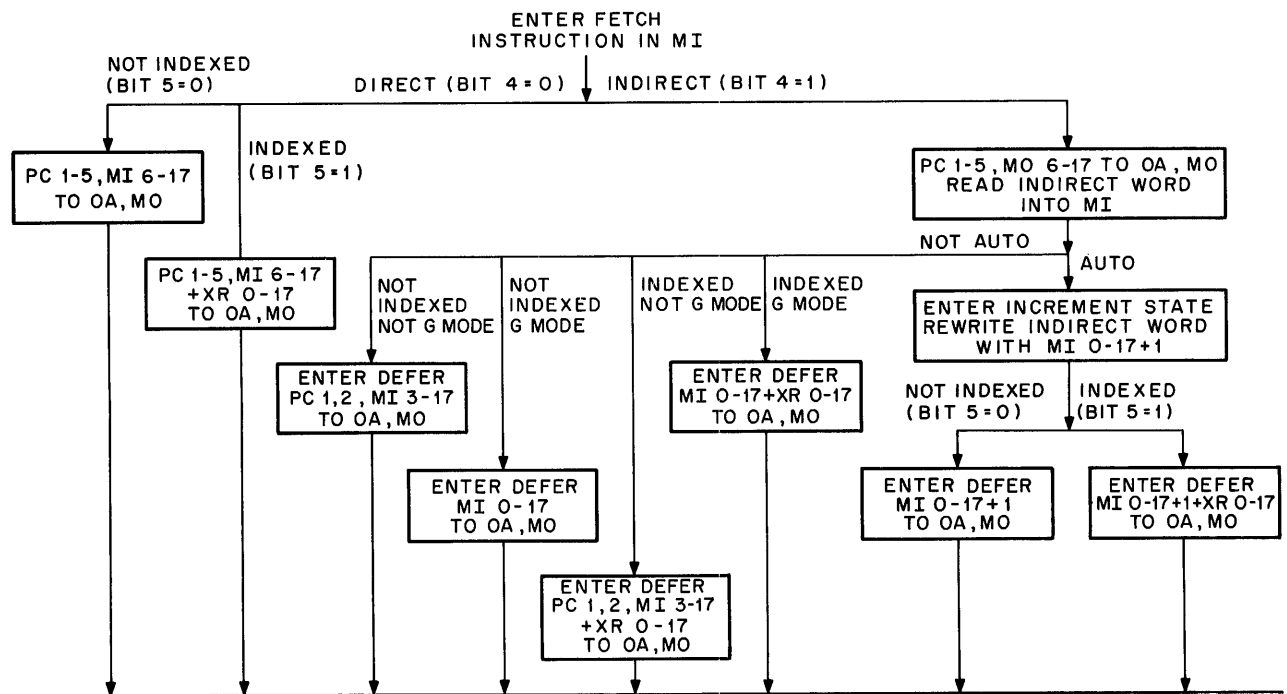 ENTER FETCH
INSTRUCTION IN MI
NOT INDEXED
(BIT 5=0)
DIRECT (BIT 4=0)
INDIRECT (BIT 4=1)
PC 1-5, MI 6-17
TO OA, MO
INDEXED
(BIT 5=1)
PC 1-5, MI 6-17
+XR 0-17
TO OA, MO
PC 1-5, MO 6-17 TO OA, MO
READ INDIRECT WORD
INTO MI
NOT AUTO
AUTO
NOT
INDEXED
NOT G MODE
NOT
INDEXED
G MODE
INDEXED
NOT G MODE
INDEXED
G MODE
ENTER INCREMENT STATE
REWRITE INDIRECT WORD
WITH MI 0-17+1
ENTER DEFER
PC 1,2, MI 3-17
TO OA, MO
ENTER DEFER
MI 0-17
TO OA, MO
ENTER DEFER
PC 1,2, MI 3-17
+XR 0-17
TO OA, MO
ENTER DEFER
MI 0-17+XR 0-17
TO OA, MO
NOT INDEXED
(BIT 5=0)
INDEXED
(BIT 5=1)
ENTER DEFER
MI 0-17+1
TO OA, MO
ENTER DEFER
MI 0-17+1+XR 0-17
TO OA, MO